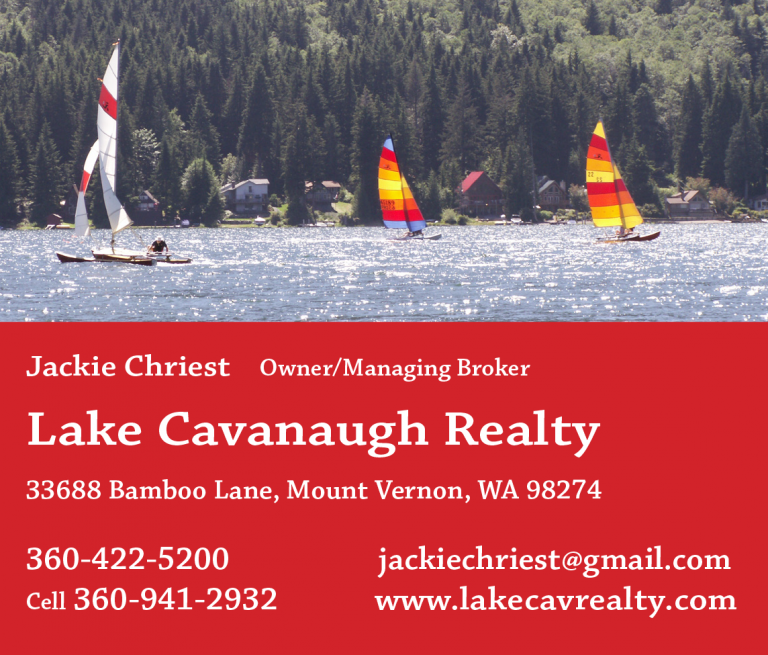 Jackie Chriest Owner/Managing Broker
Lake Cavanaugh Realty
33688 Bamboo Lane, Mount Vernon, WA 98274
360-422-5200 jackiechriest@gmail.com
Cell 360-941-2932 www.lakecavrealty.com